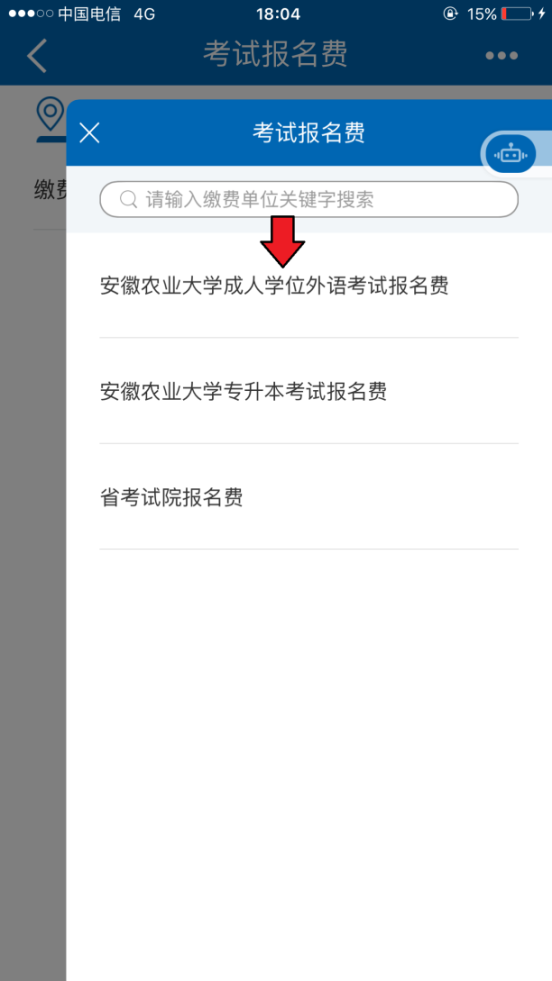 中国电信 4G 18:04 15%
考试报名费
考试报名费
缴费
请输入缴费单位关键字搜索
安徽农业大学成人学位外语考试报名费
安徽农业大学专升本考试报名费
省考试院报名费